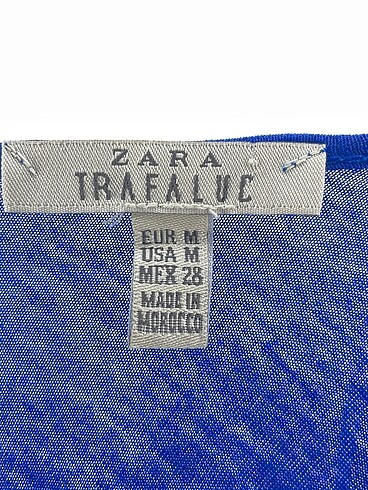 ZARA
TRAFALUC
EUR M
USA M
MEX 28
MADE IN
MOROCCO